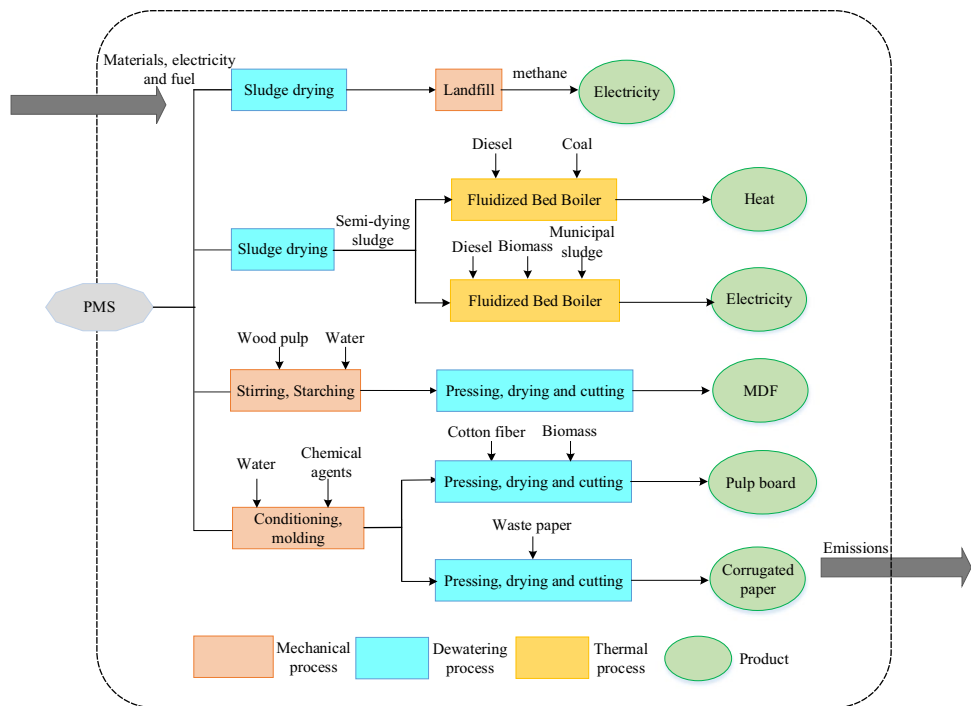 Materials, electricity
and fuel
Sludge drying
Landfill
methane
Electricity
Diesel
Coal
Fluidized Bed Boiler
Heat
Semi-dying
sludge
Sludge drying
Diesel
Biomass
Municipal
sludge
Fluidized Bed Boiler
Electricity
PMS
Wood pulp
Water
Stirring, Starching
Pressing, drying and cutting
MDF
Cotton fiber
Biomass
Water
Chemical
agents
Pressing, drying and cutting
Pulp board
Conditioning,
molding
Waste paper
Pressing, drying and cutting
Corrugated
paper
Emissions
Mechanical
process
Dewatering
process
Thermal
process
Product